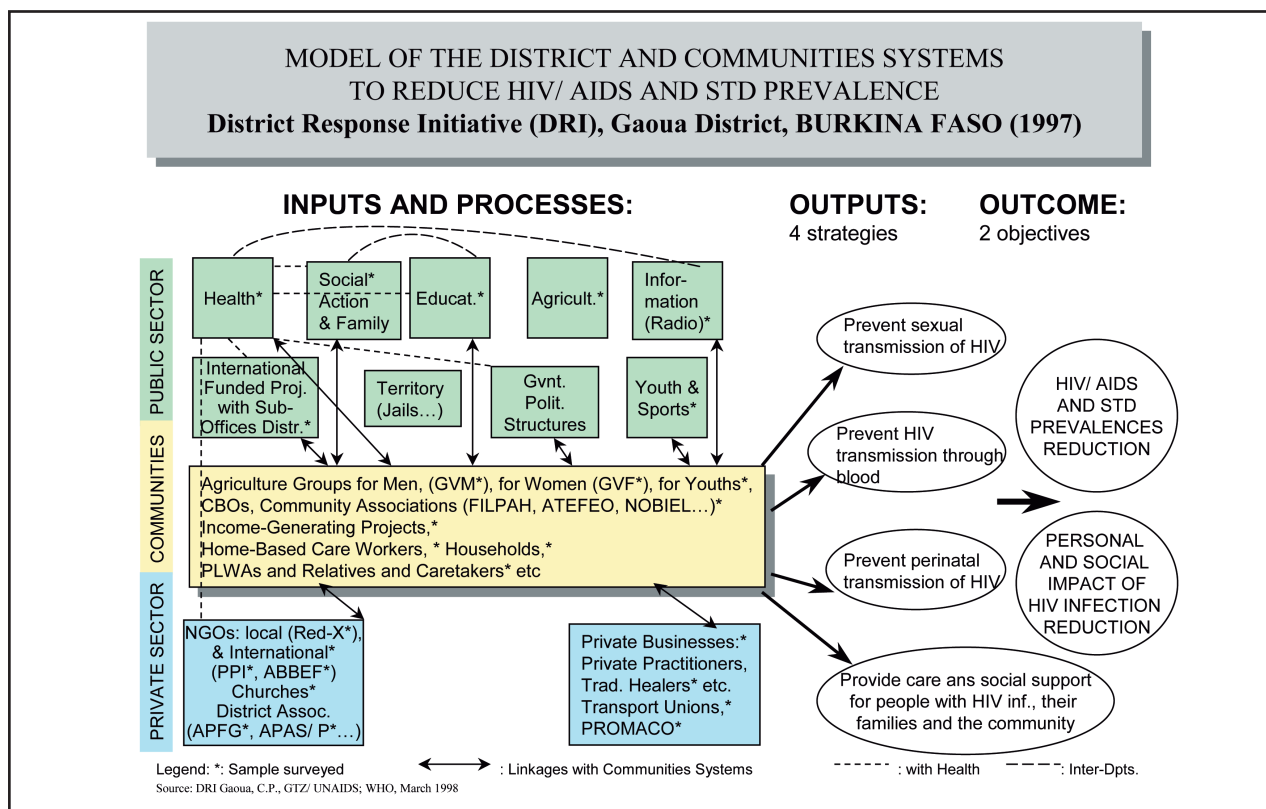 MODEL OF THE DISTRICT AND COMMUNITIES SYSTEMS
TO REDUCE HIV/ AIDS AND STD PREVALENCE
District Response Initiative (DRI), Gaoua District, BURKINA FASO (1997)
INPUTS AND PROCESSES:
OUTPUTS:
4 strategies
OUTCOME:
2 objectives
PUBLIC SECTOR
Health*
Social*
Action
& Family
Educat.*
Agricult.*
Infor-
mation
(Radio)*
International
Funded Proj.
with Sub-
Offices Distr.*
Territory
(Jails…)
Gvnt.
Polit.
Structures
Youth &
Sports*
COMMUNITIES
Agriculture Groups for Men, (GVM*), for Women (GVF*), for Youths*,
CBOs, Community Associations (FILPAH, ATEFEO, NOBIEL…)*
Income-Generating Projects,*
Home-Based Care Workers, * Households,*
PLWAs and Relatives and Caretakers* etc
PRIVATE SECTOR
NGOs: local (Red-X*),
& International*
(PPI*, ABBEF*)
Churches*
District Assoc.
(APFG*, APAS/ P*…)
Private Businesses:*
Private Practitioners,
Trad. Healers* etc.
Transport Unions,*
PROMACO*
Prevent sexual
transmission of HIV
Prevent HIV
transmission through
blood
Prevent perinatal
transmission of HIV
Provide care ans social support
for people with HIV inf., their
families and the community
HIV/ AIDS
AND STD
PREVALENCES
REDUCTION
PERSONAL
AND SOCIAL
IMPACT OF
HIV INFECTION
REDUCTION
Legend: *: Sample surveyed
: Linkages with Communities Systems
: with Health
: Inter-Dpts.
Source: DRI Gaoua, C.P., GTZ/ UNAIDS; WHO, March 1998